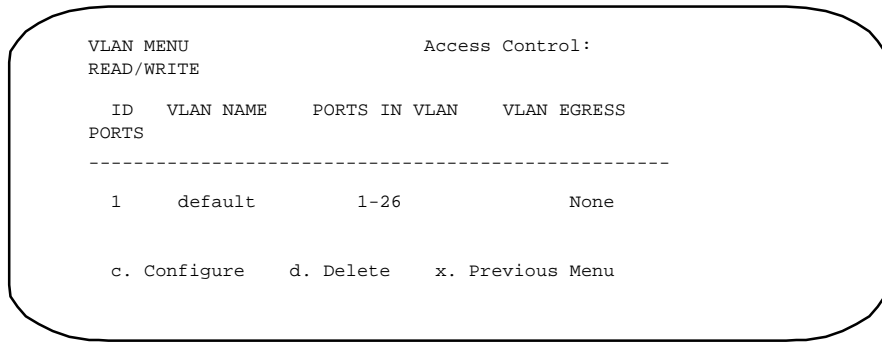 VLAN MENU Access Control:
READ/WRITE
ID VLAN NAME PORTS IN VLAN VLAN EGRESS
PORTS
----------------------------------------------------
1 default 1-26 None
c. Configure d. Delete x. Previous Menu